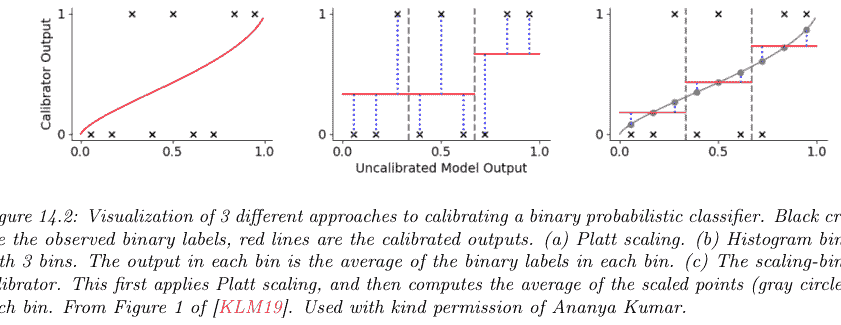 1
0
0.0 0.5 1.0
Calibrator Output
1
0
0.0 0.5 1.0
Uncalibrated Model Output
1
0
0.0 0.5 1.0
gure 14.2: Visualization of 3 different approaches to calibrating a binary probabilistic classifier. Black cr
e the observed binary labels, red lines are the calibrated outputs. (a) Platt scaling. (b) Histogram bin
th 3 bins. The output in each bin is the average of the binary labels in each bin. (c) The scaling-bin
librator. This first applies Platt scaling, and then computes the average of the scaled points (gray circle
ch bin. From Figure 1 of [KLM19]. Used with kind permission of Ananya Kumar.